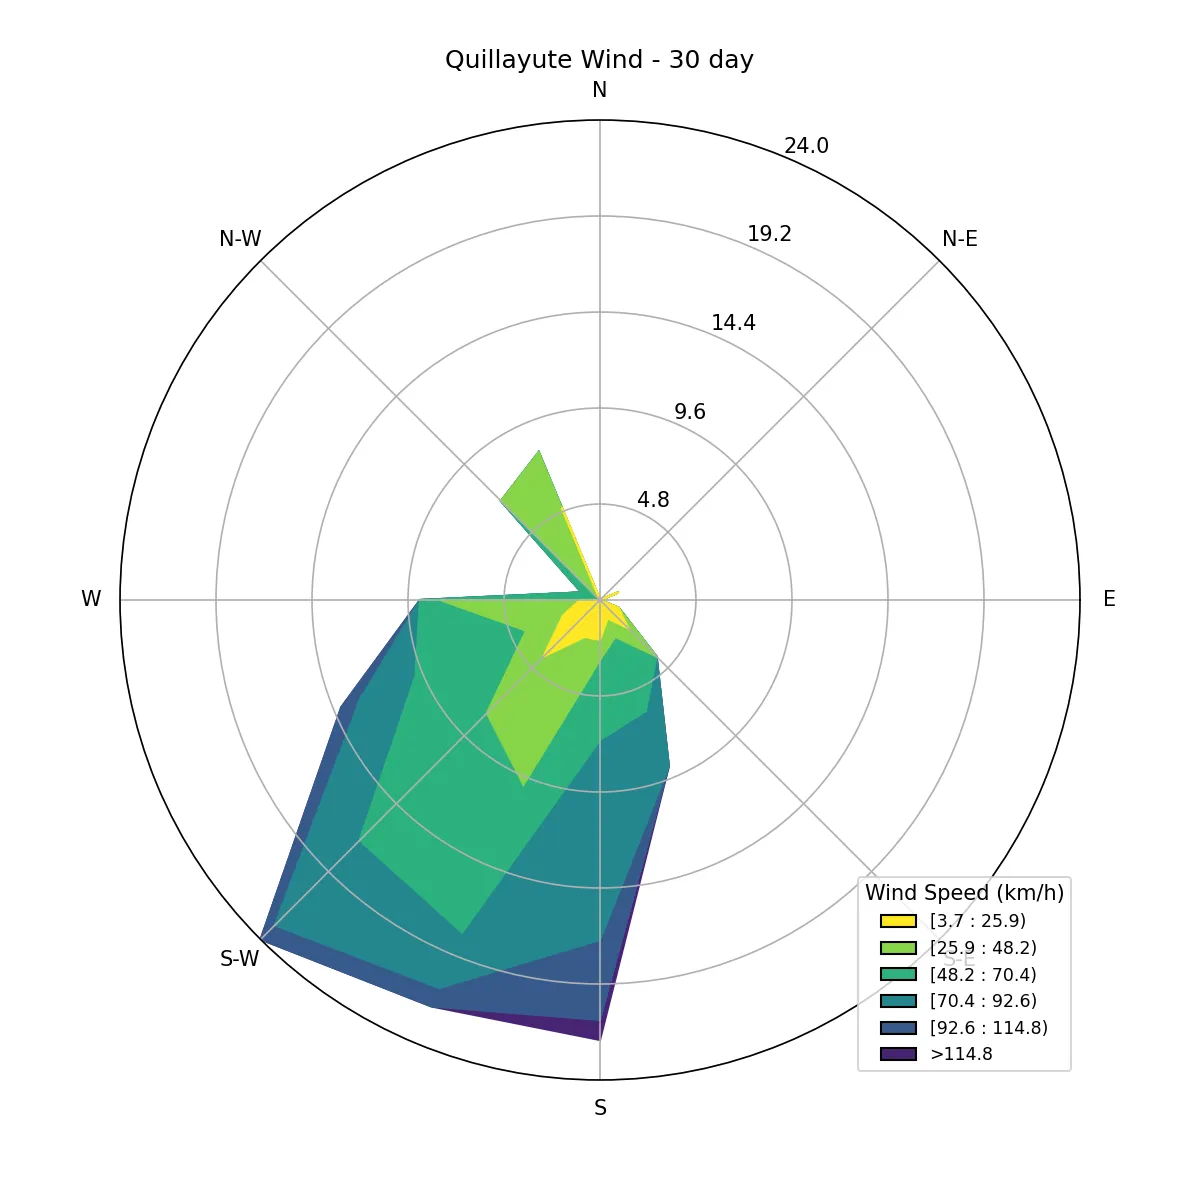 Quillayute Wind - 30 day
N
24.0
N-W
19.2
N-E
14.4
9.6
4.8
W
E
S-W
S-E
Wind Speed (km/h)
[3.7 : 25.9)
[25.9 : 48.2)
[48.2 : 70.4)
[70.4 : 92.6)
[92.6 : 114.8)
>114.8
S